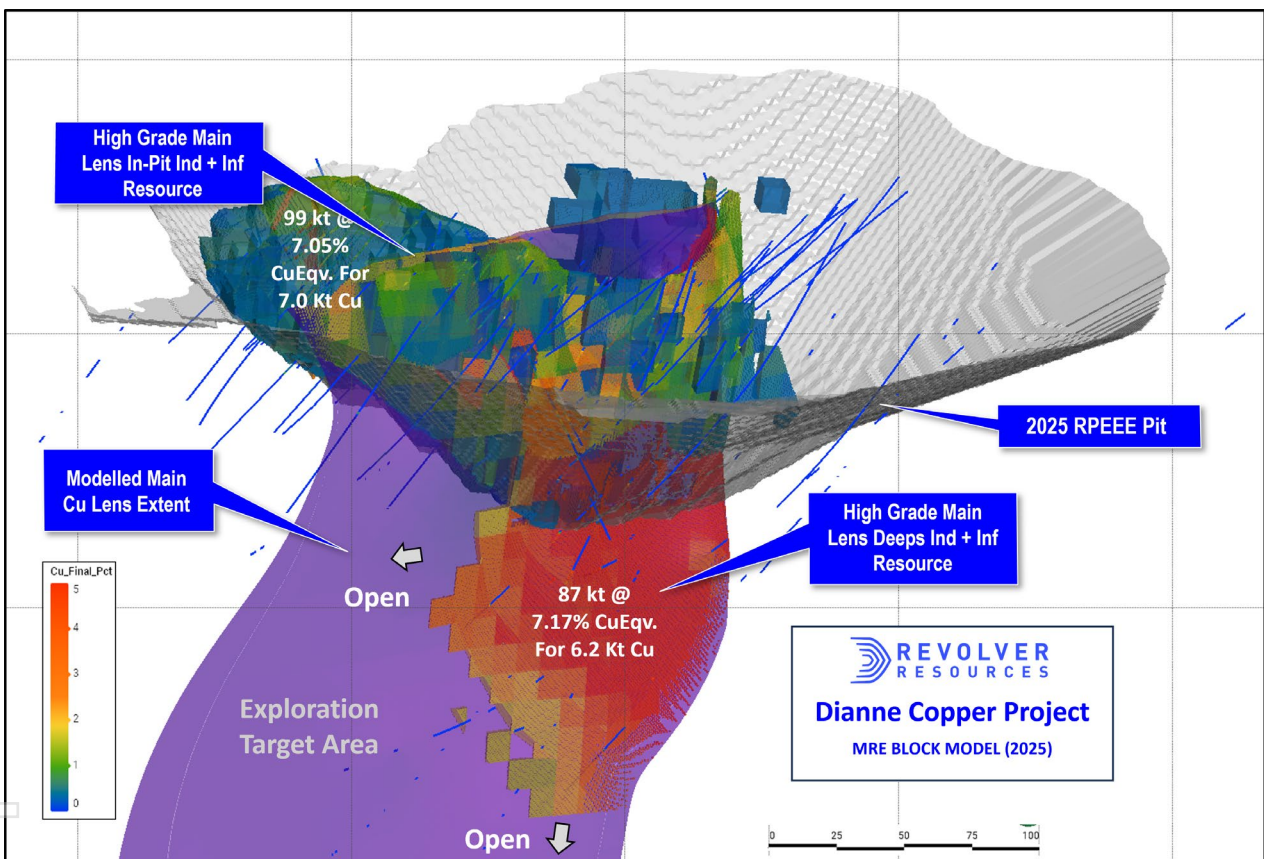 High Grade Main
Lens In-Pit Ind + Inf
Resource
99 kt @
7.05%
CuEqv. For
7.0 Kt Cu
2025 RPEEE Pit
Modelled Main
Cu Lens Extent
High Grade Main
Lens Deeps Ind + Inf
Resource
Open
87 kt @
7.17% CuEqv.
For 6.2 Kt Cu
Cu_Final_Pct
5
4
3
2
1
0
Exploration
Target Area
Open
REVOLVER
RESOURCES
Dianne Copper Project
MRE BLOCK MODEL (2025)
0 25 50 75 100